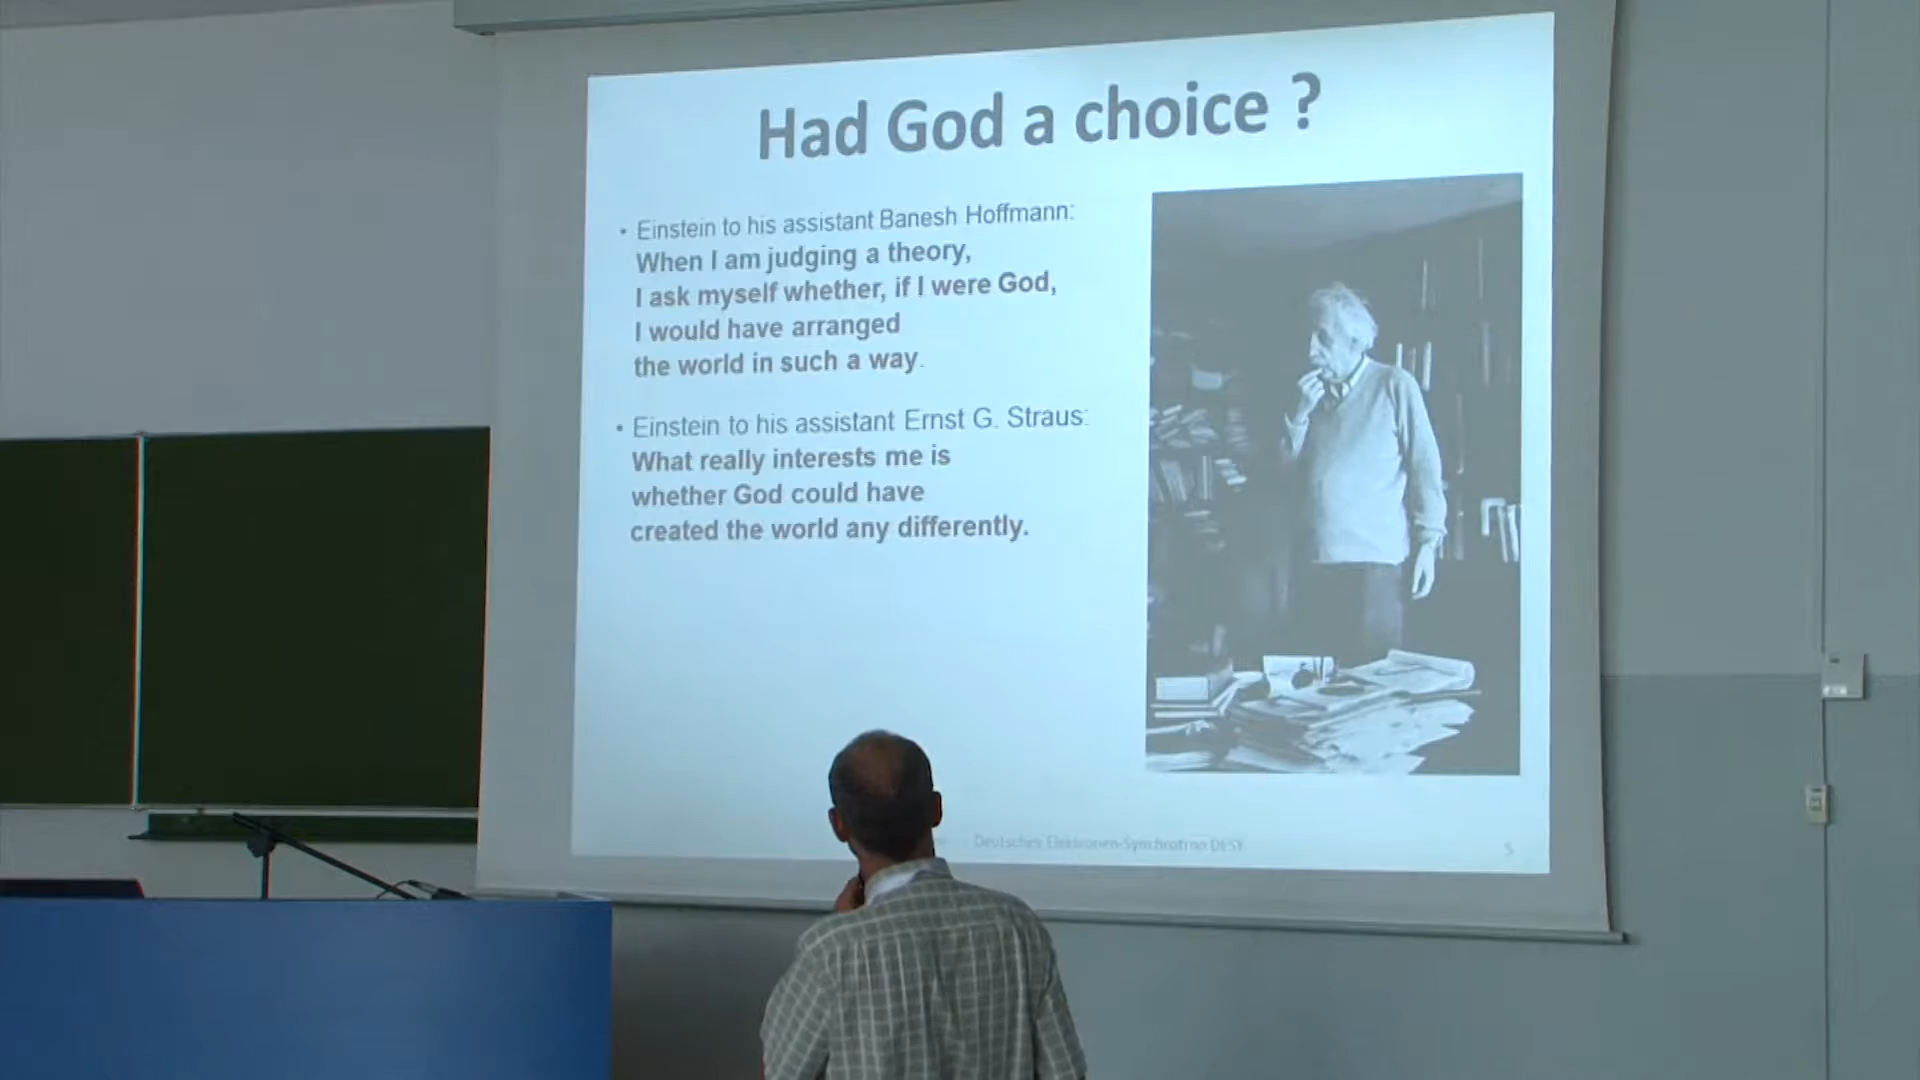 Had God a choice ?
• Einstein to his assistant Banesh Hoffmann:
When I am judging a theory,
I ask myself whether, if I were God,
I would have arranged
the world in such a way.
• Einstein to his assistant Ernst G. Straus:
What really interests me is
whether God could have
created the world any differently.
Deutsches Elektronen-Synchrotron DESY
5